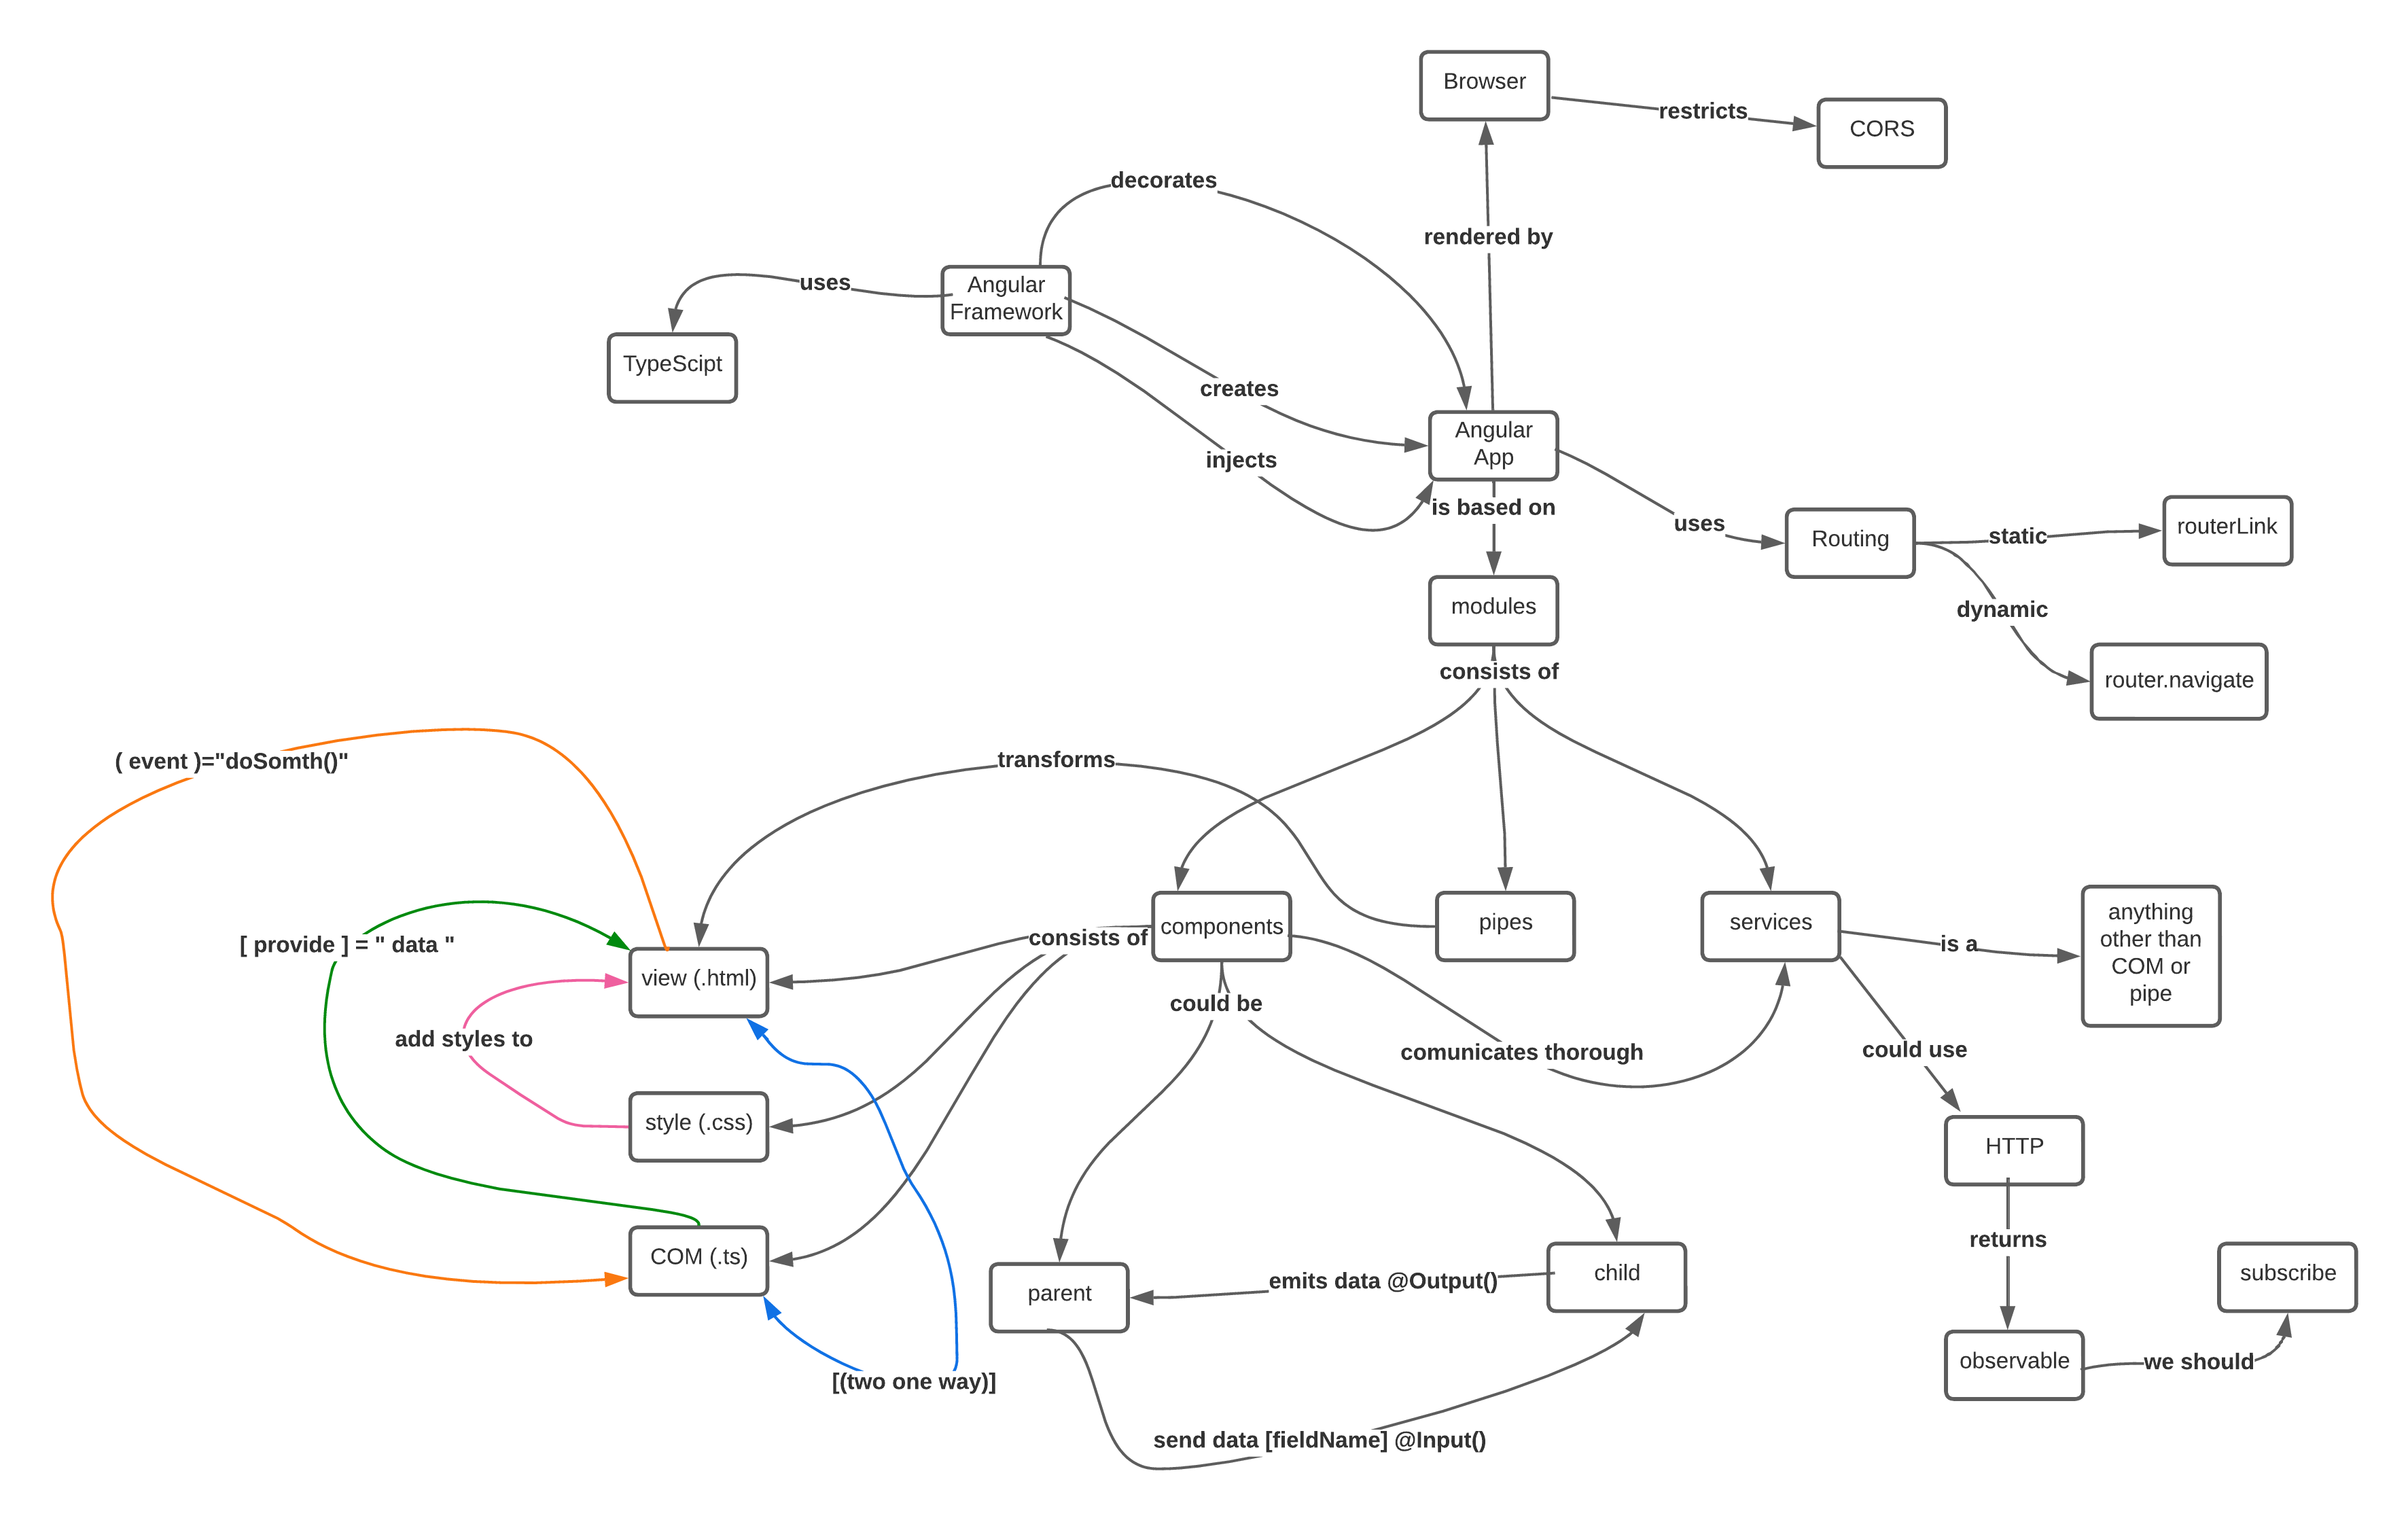 Browser
restricts
CORS
decorates
rendered by
uses
Angular
Framework
TypeScipt
creates
injects
Angular
App
is based on
uses
Routing
static
routerLink
dynamic
router.navigate
modules
consists of
( event )="doSomth()"
transforms
[ provide ] = " data "
consists of
components
pipes
services
is a
anything
other than
COM or
pipe
view (.html)
add styles to
could be
comunicates thorough
could use
style (.css)
HTTP
returns
COM (.ts)
parent
emits data @Output()
child
subscribe
observable
we should
[(two one way)]
send data [fieldName] @Input()